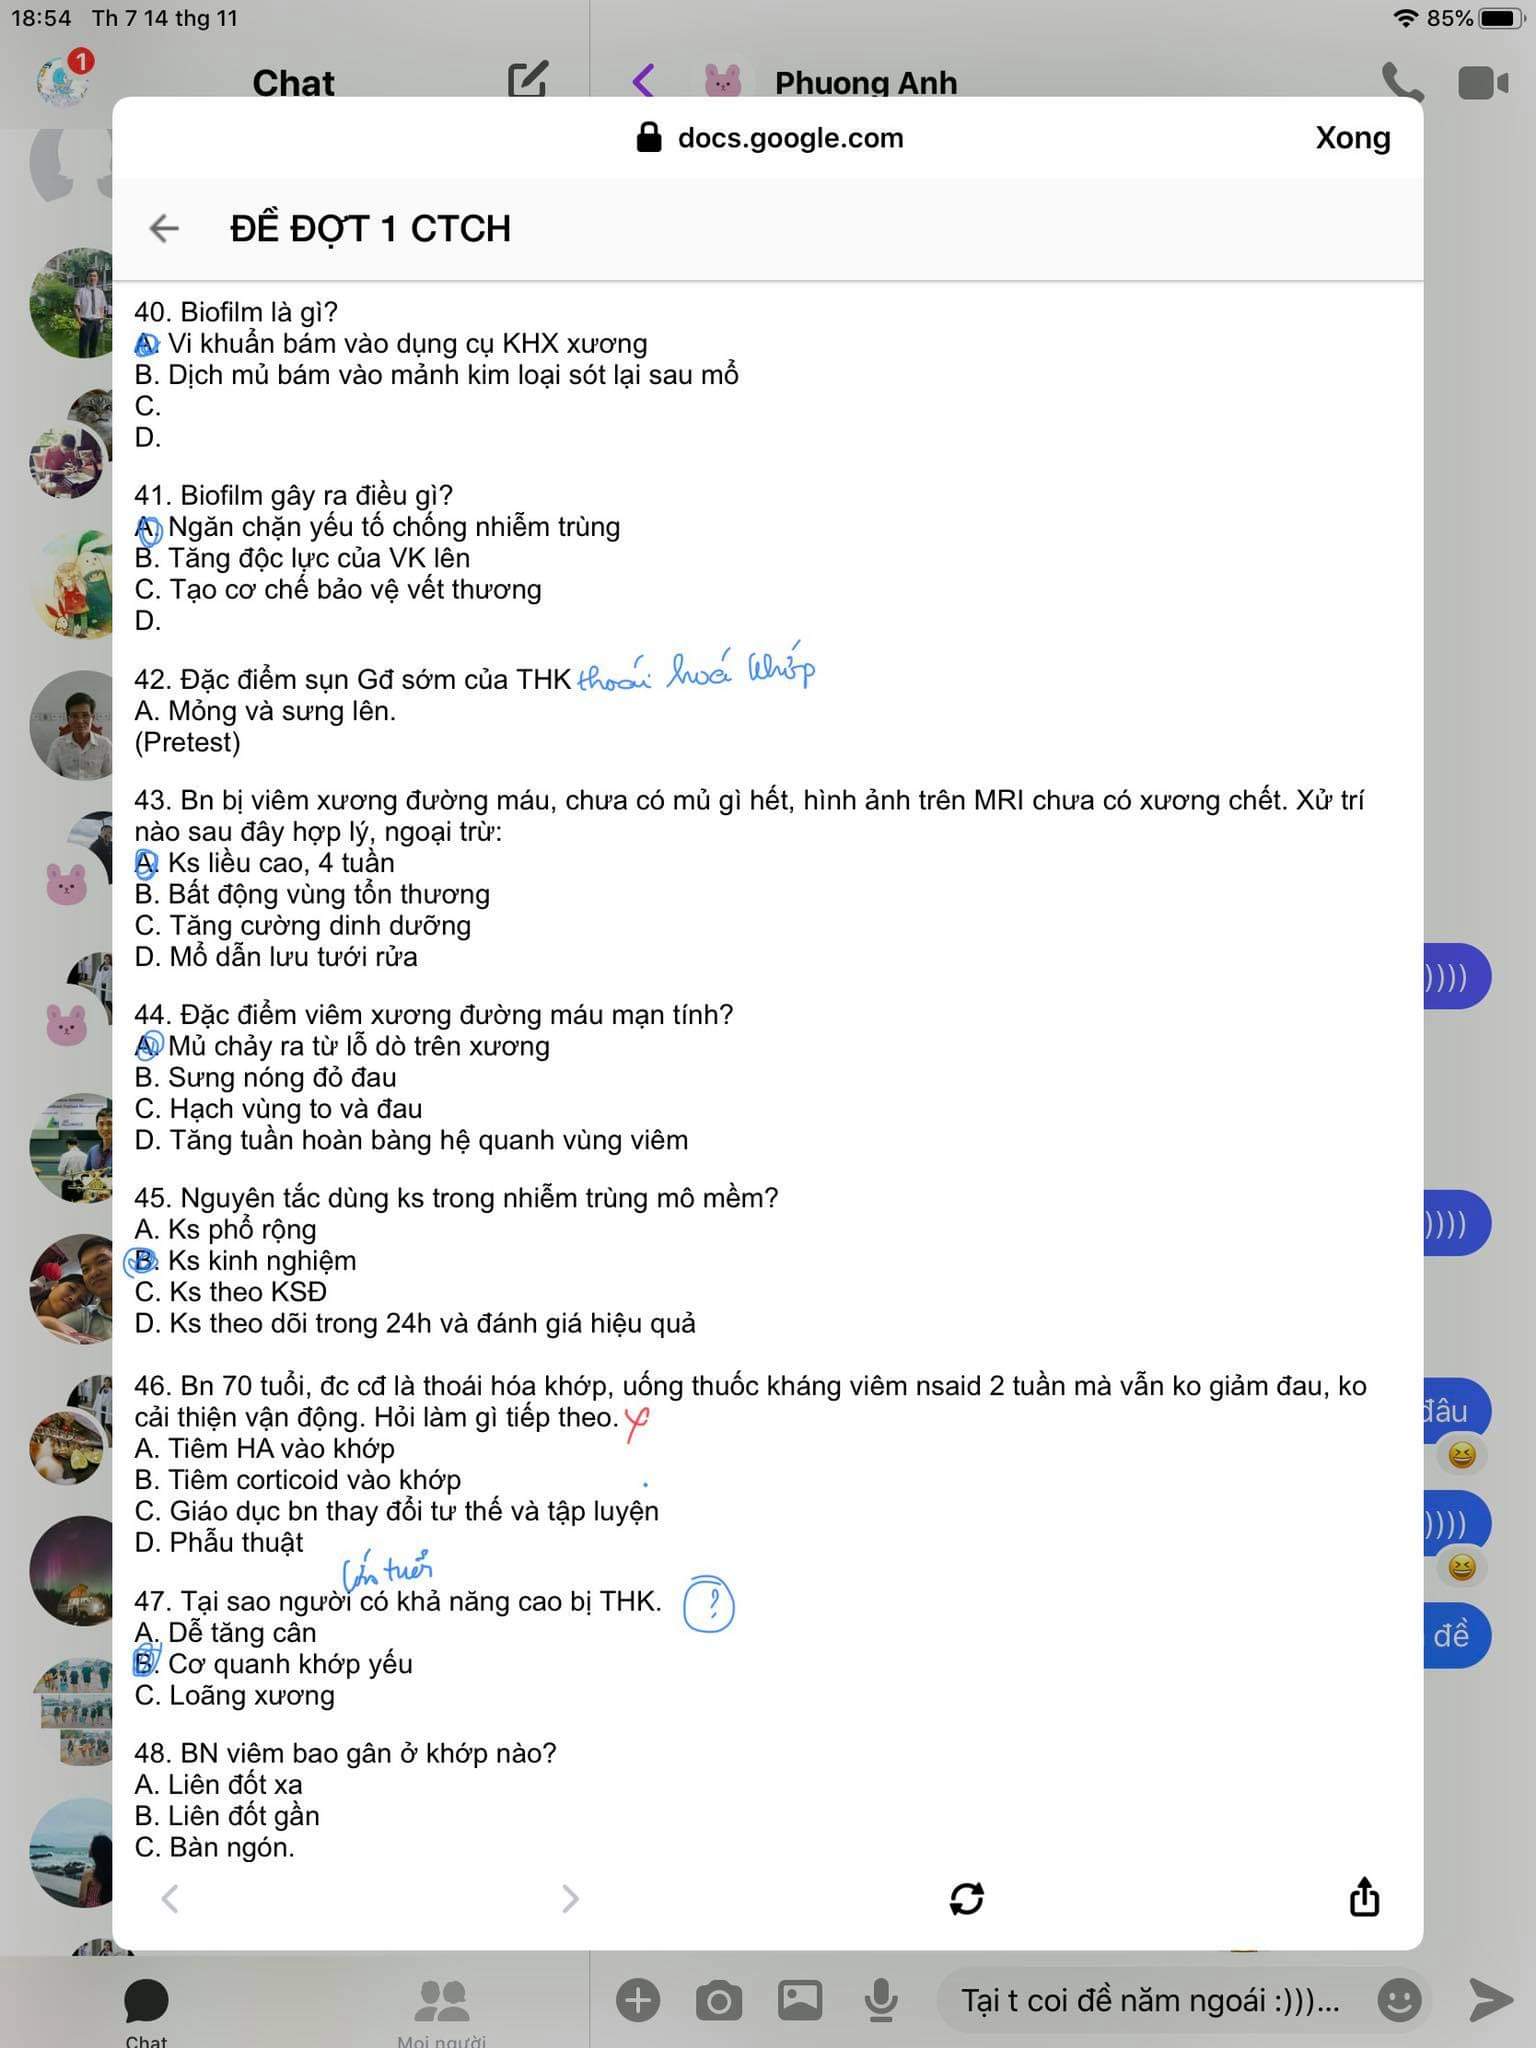 18:54 Th 7 14 thg 11
85%
1
Chat
Phuong Anh
docs.google.com
Xong
ĐỀ ĐỢT 1 CTCH
40. Biofilm là gì?
A. Vi khuẩn bám vào dụng cụ KHX xương
B. Dịch mủ bám vào mảnh kim loại sót lại sau mổ
C.
D.
41. Biofilm gây ra điều gì?
A. Ngăn chặn yếu tố chống nhiễm trùng
B. Tăng độc lực của VK lên
C. Tạo cơ chế bảo vệ vết thương
D.
42. Đặc điểm sụn Gđ sớm của THK thoái hoá khớp
A. Mỏng và sưng lên.
(Pretest)
43. Bn bị viêm xương đường máu, chưa có mủ gì hết, hình ảnh trên MRI chưa có xương chết. Xử trí
nào sau đây hợp lý, ngoại trừ:
A. Ks liều cao, 4 tuần
B. Bất động vùng tổn thương
C. Tăng cường dinh dưỡng
D. Mổ dẫn lưu tưới rửa
))))
44. Đặc điểm viêm xương đường máu mạn tính?
A. Mủ chảy ra từ lỗ dò trên xương
B. Sưng nóng đỏ đau
C. Hạch vùng to và đau
D. Tăng tuần hoàn bàng hệ quanh vùng viêm
45. Nguyên tắc dùng ks trong nhiễm trùng mô mềm?
A. Ks phổ rộng
))))
B. Ks kinh nghiệm
C. Ks theo KSĐ
D. Ks theo dõi trong 24h và đánh giá hiệu quả
46. Bn 70 tuổi, đc cđ là thoái hóa khớp, uống thuốc kháng viêm nsaid 2 tuần mà vẫn ko giảm đau, ko
cải thiện vận động. Hỏi làm gì tiếp theo.
đâu
A. Tiêm HA vào khớp
B. Tiêm corticoid vào khớp
C. Giáo dục bn thay đổi tư thế và tập luyện
))))
D. Phẫu thuật
lớn tuổi
47. Tại sao người có khả năng cao bị THK. ?
A. Dễ tăng cân
đề
B. Cơ quanh khớp yếu
C. Loãng xương
48. BN viêm bao gân ở khớp nào?
A. Liên đốt xa
B. Liên đốt gần
C. Bàn ngón.
Tại t coi đề năm ngoái :)))...
Chat
Mọi người